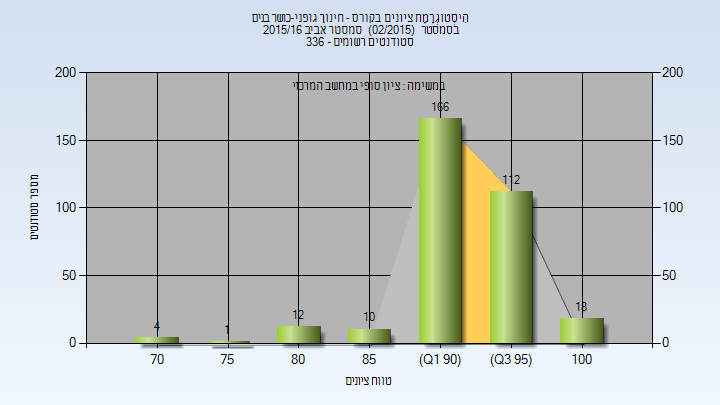 היסטוגרמת ציונים בקורס - חינוך גופני-כושר בנים
בסמסטר (02/2015) סמסטר אביב 2015/16
סטודנטים רשומים - 336
במשימה : ציון סופי במחשב המרכזי
מספר סטודנטים
200
150
100
50
0
200
150
100
50
0
4
1
12
10
166
112
18
70
75
80
85
(Q1 90)
(Q3 95)
100
טווח ציונים